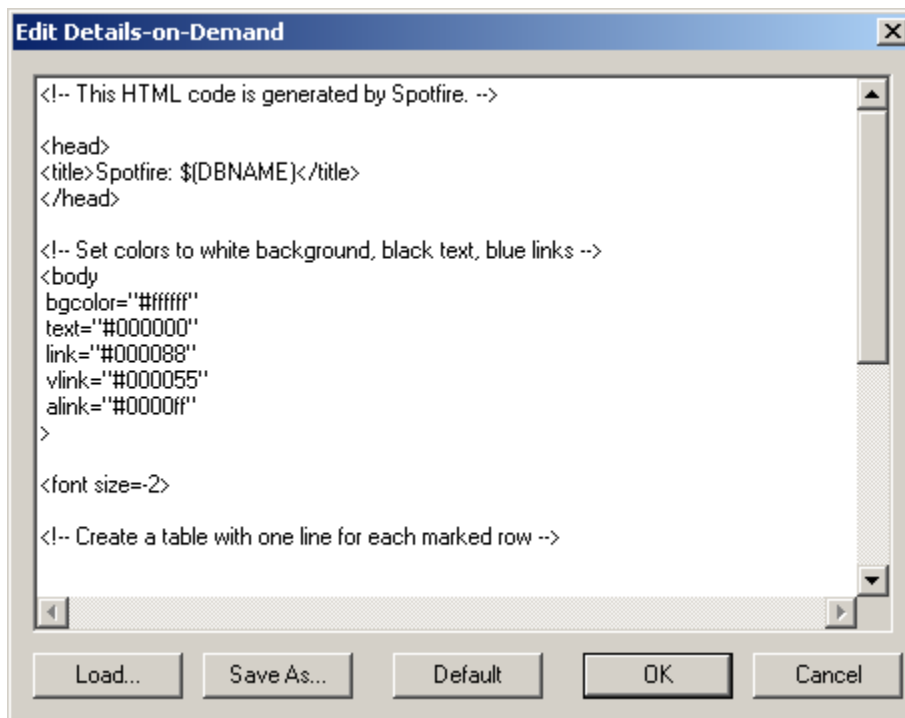 Edit Details-on-Demand
<!-- This HTML code is generated by Spotfire. -->
<head>
<title>Spotfire: $(DBNAME)</title>
</head>
<!-- Set colors to white background, black text, blue links -->
<body
bgcolor="#ffffff"
text="#000000"
link="#000088"
vlink="#000055"
alink="#0000ff"
>
<font size=-2>
<!-- Create a table with one line for each marked row -->
Load... Save As... Default OK Cancel